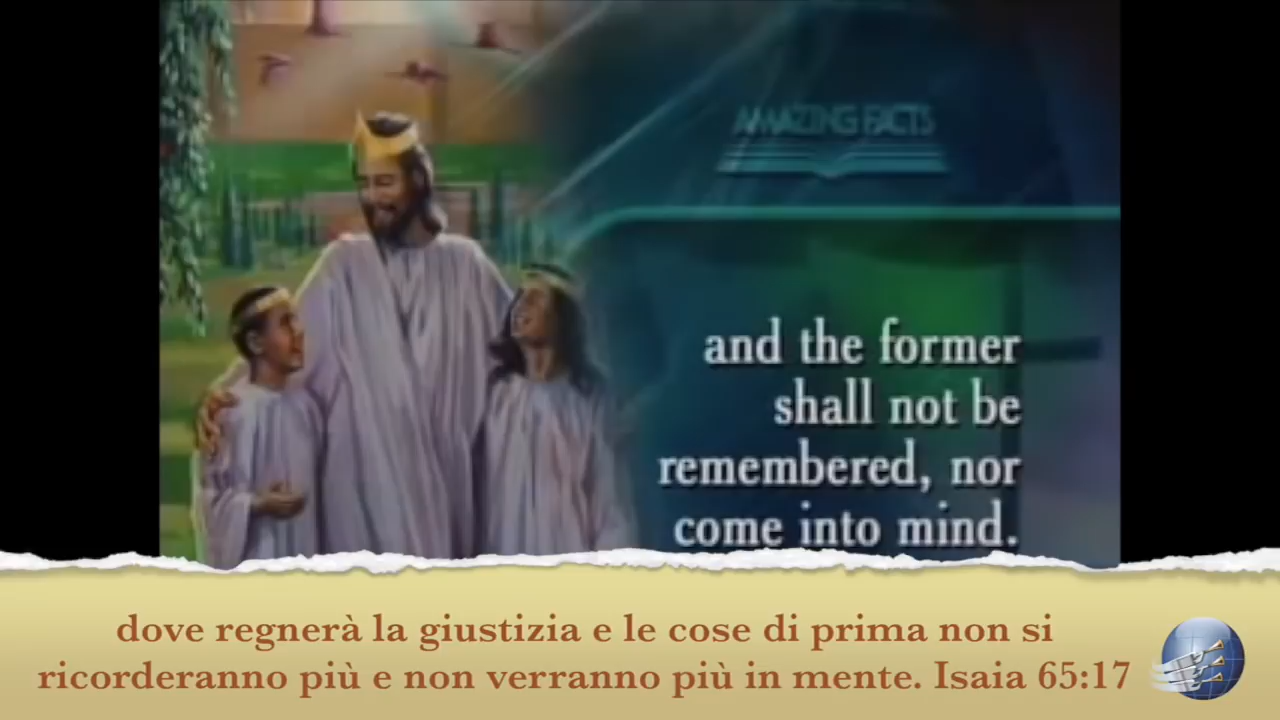 AMAZING FACTS
and the former
shall not be
remembered, nor
come into mind.
dove regnerà la giustizia e le cose di prima non si
ricorderanno più e non verranno più in mente. Isaia 65:17